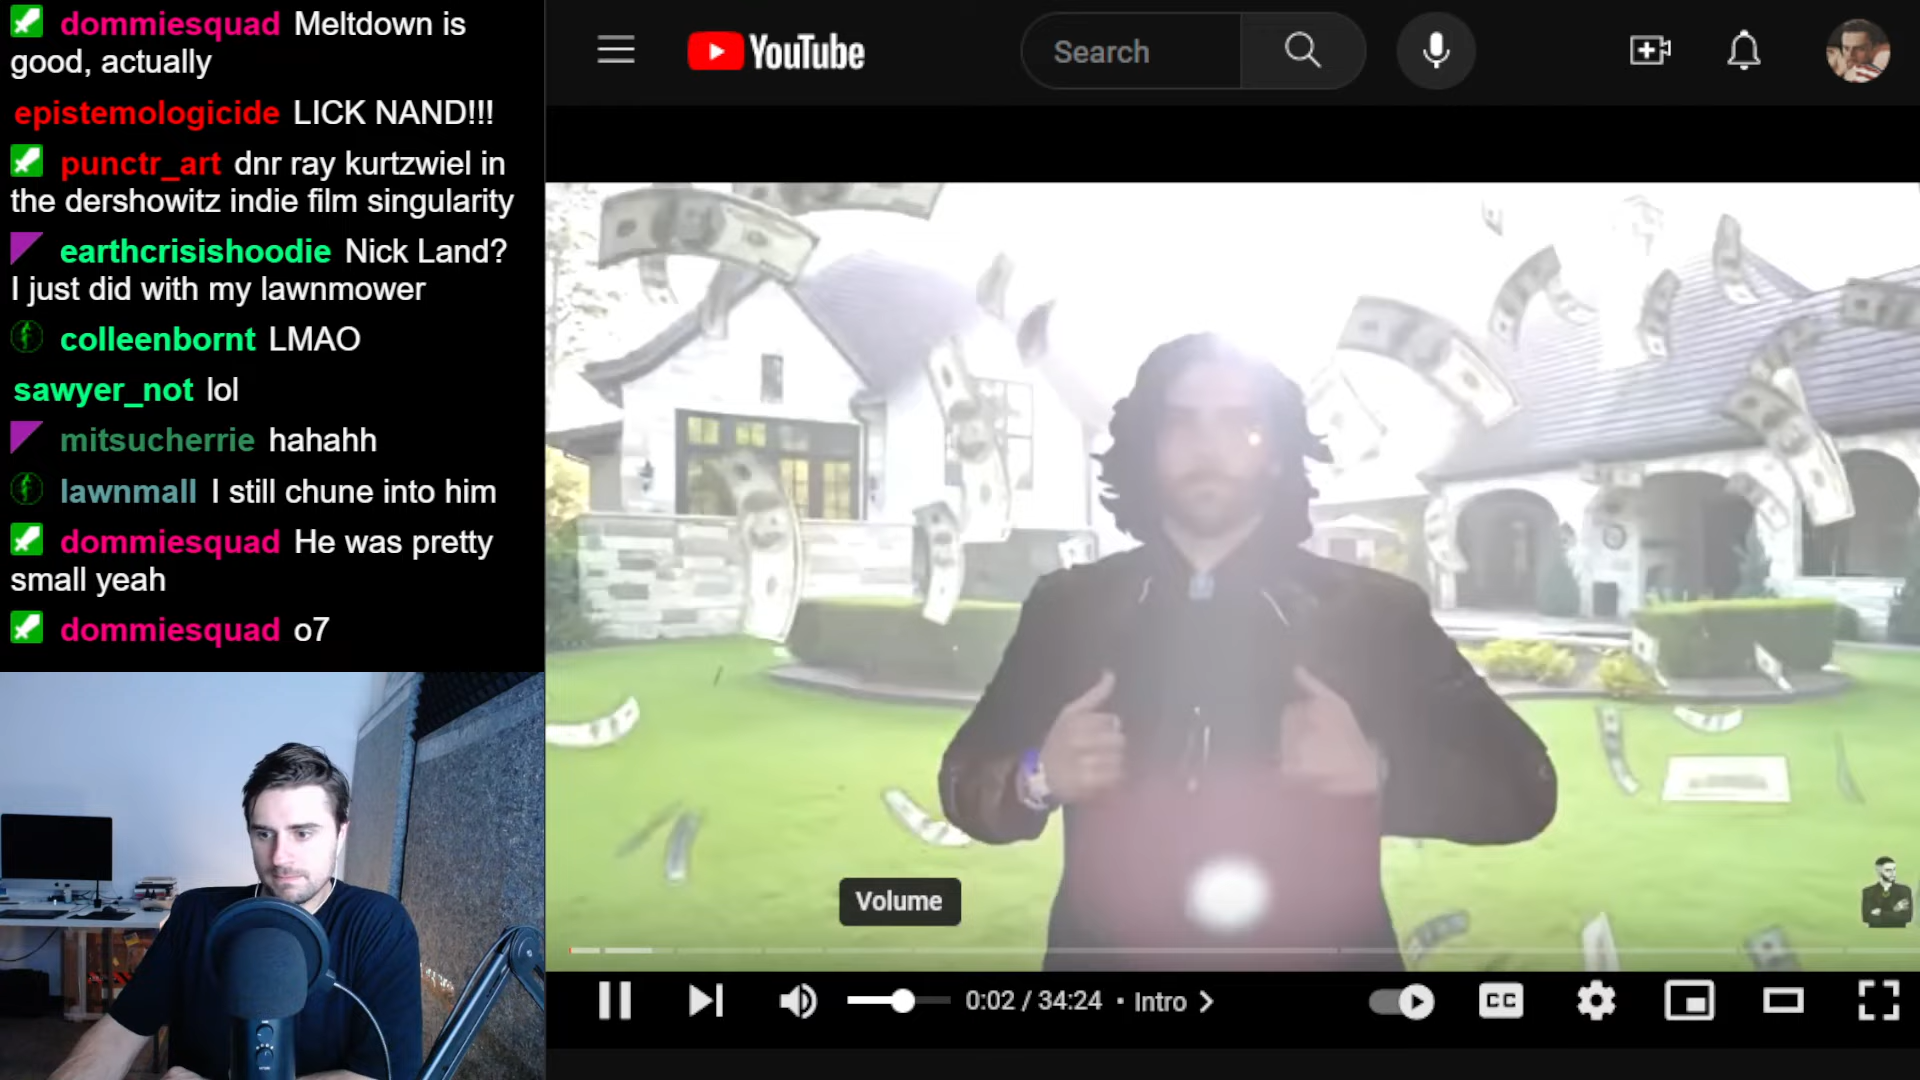 dommiesquad Meltdown is
good, actually
epistemologicide LICK NAND!!!
punctr_art dnr ray kurtzwiel in
the dershowitz indie film singularity
earthcrisishoodie Nick Land?
I just did with my lawnmower
colleenbornt LMAO
sawyer_not lol
mitsucherrie hahahh
lawnmall I still chune into him
dommiesquad He was pretty
small yeah
dommiesquad o7
YouTube
Search
Volume
0:02 / 34:24 • Intro >
CC